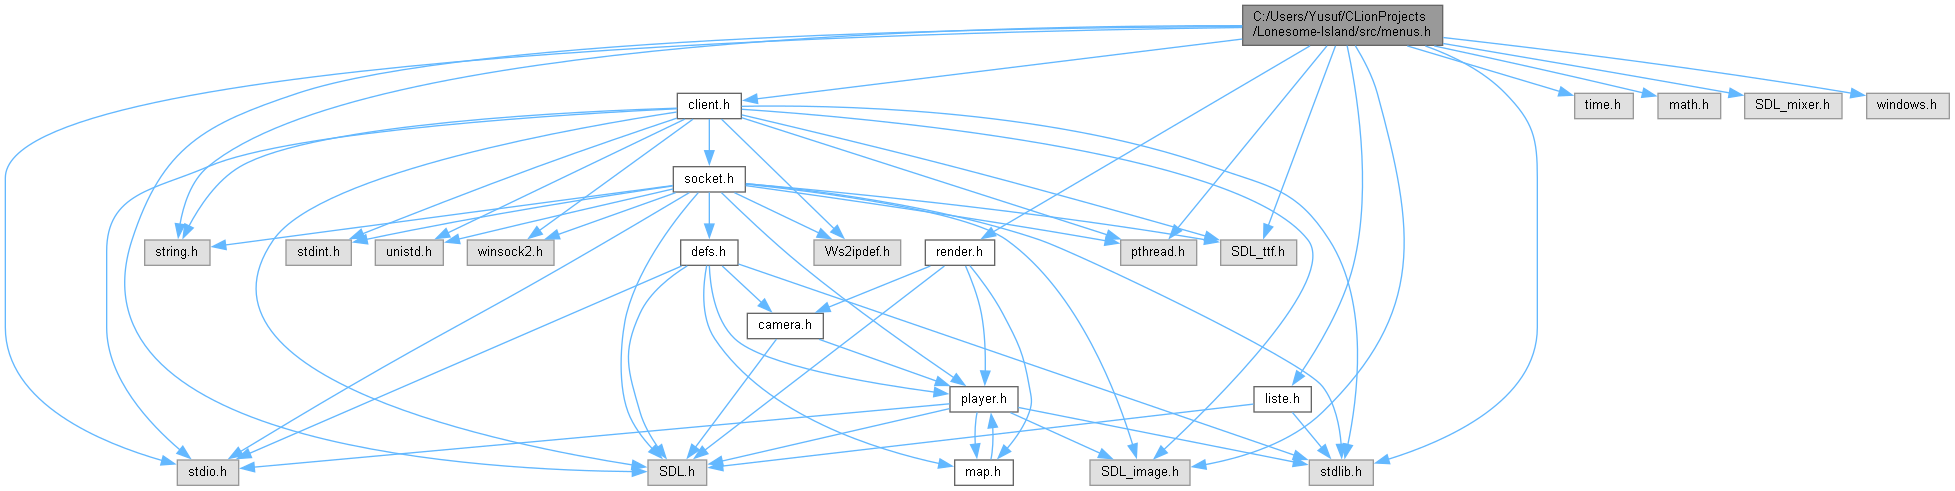 C:/Users/Yusuf/CLionProjects
/Lonesome-Island/src/menus.h
client.h
time.h
math.h
SDL_mixer.h
windows.h
socket.h
string.h
stdint.h
unistd.h
winsock2.h
defs.h
Ws2ipdef.h
render.h
pthread.h
SDL_ttf.h
camera.h
player.h
liste.h
stdio.h
SDL.h
map.h
SDL_image.h
stdlib.h